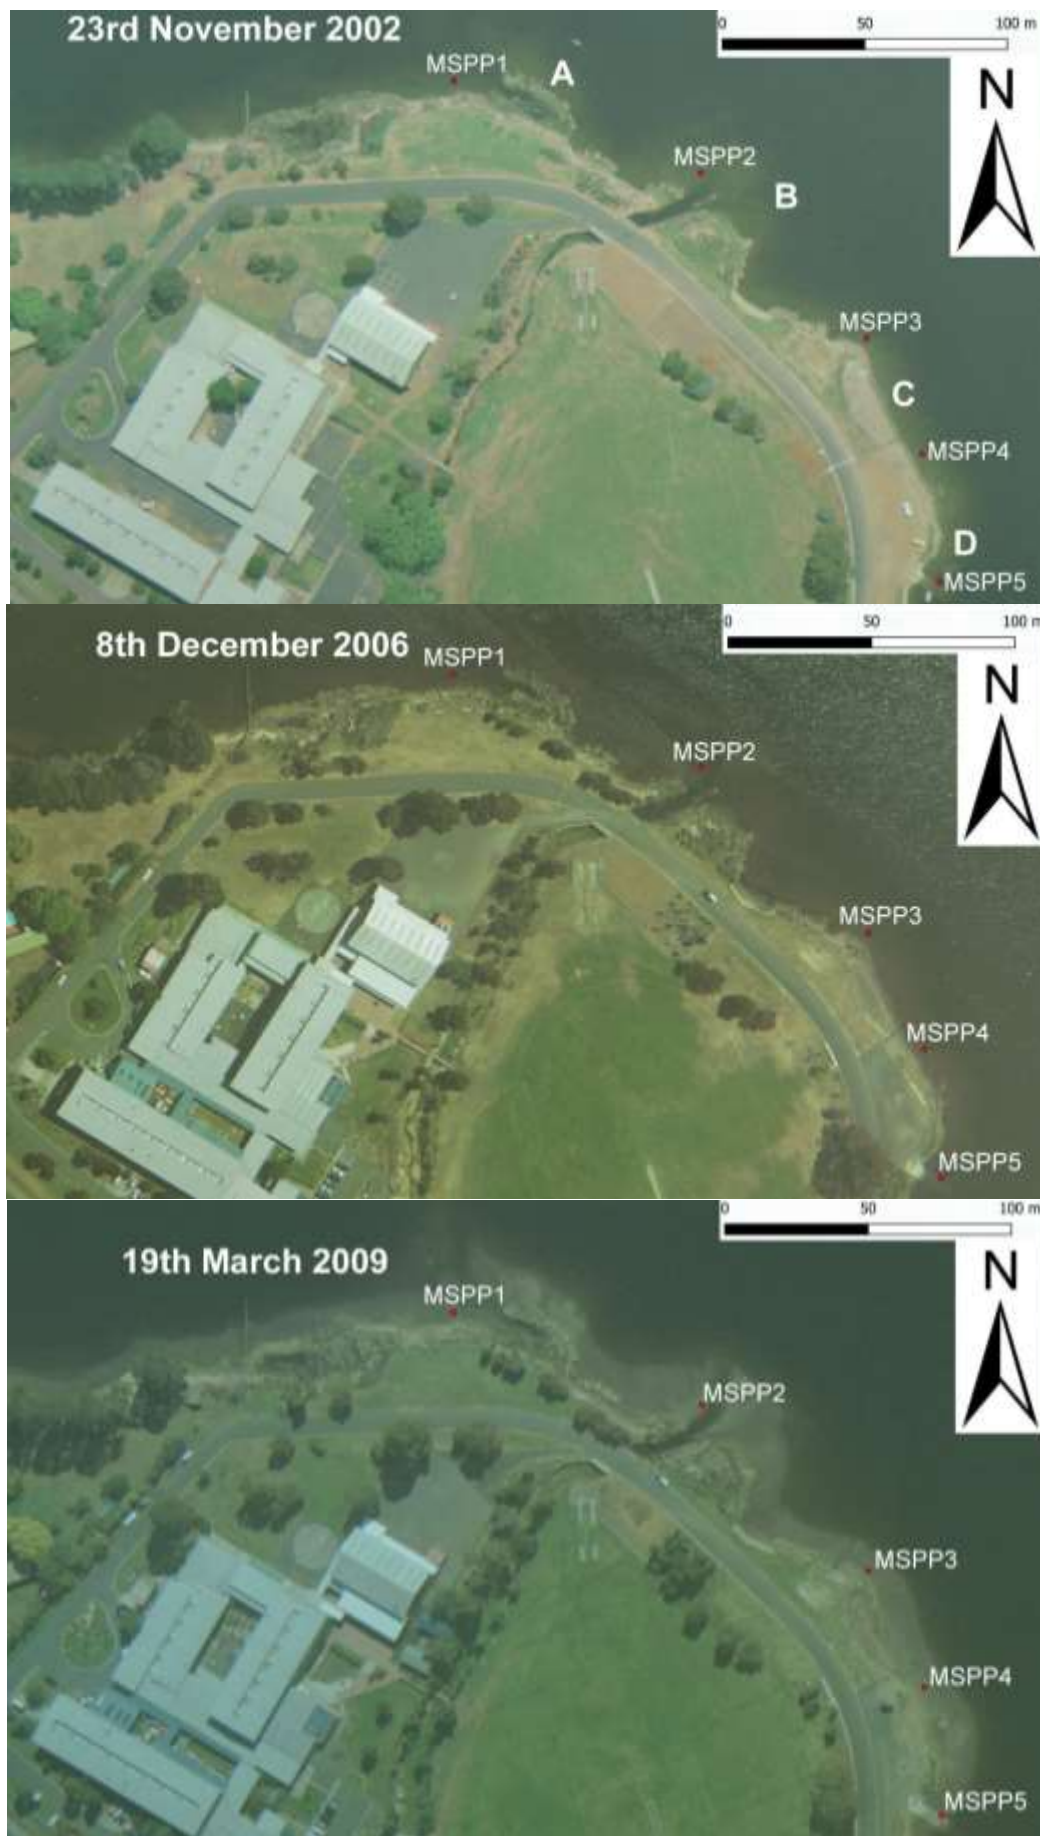 23rd November 2002
0 50 100 m
MSPP1
A
N
MSPP2
B
MSPP3
C
MSPP4
D
MSPP5
8th December 2006
0 50 100 m
MSPP1
N
MSPP2
MSPP3
MSPP4
MSPP5
19th March 2009
0 50 100 m
MSPP1
N
MSPP2
MSPP3
MSPP4
MSPP5